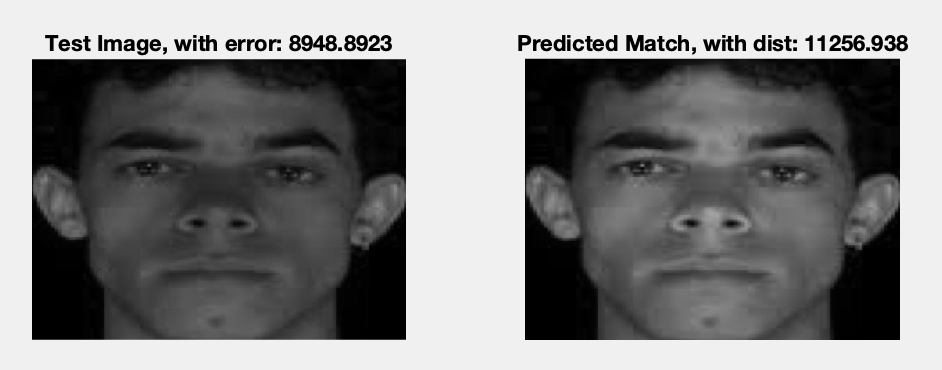 Test Image, with error: 8948.8923
Predicted Match, with dist: 11256.938